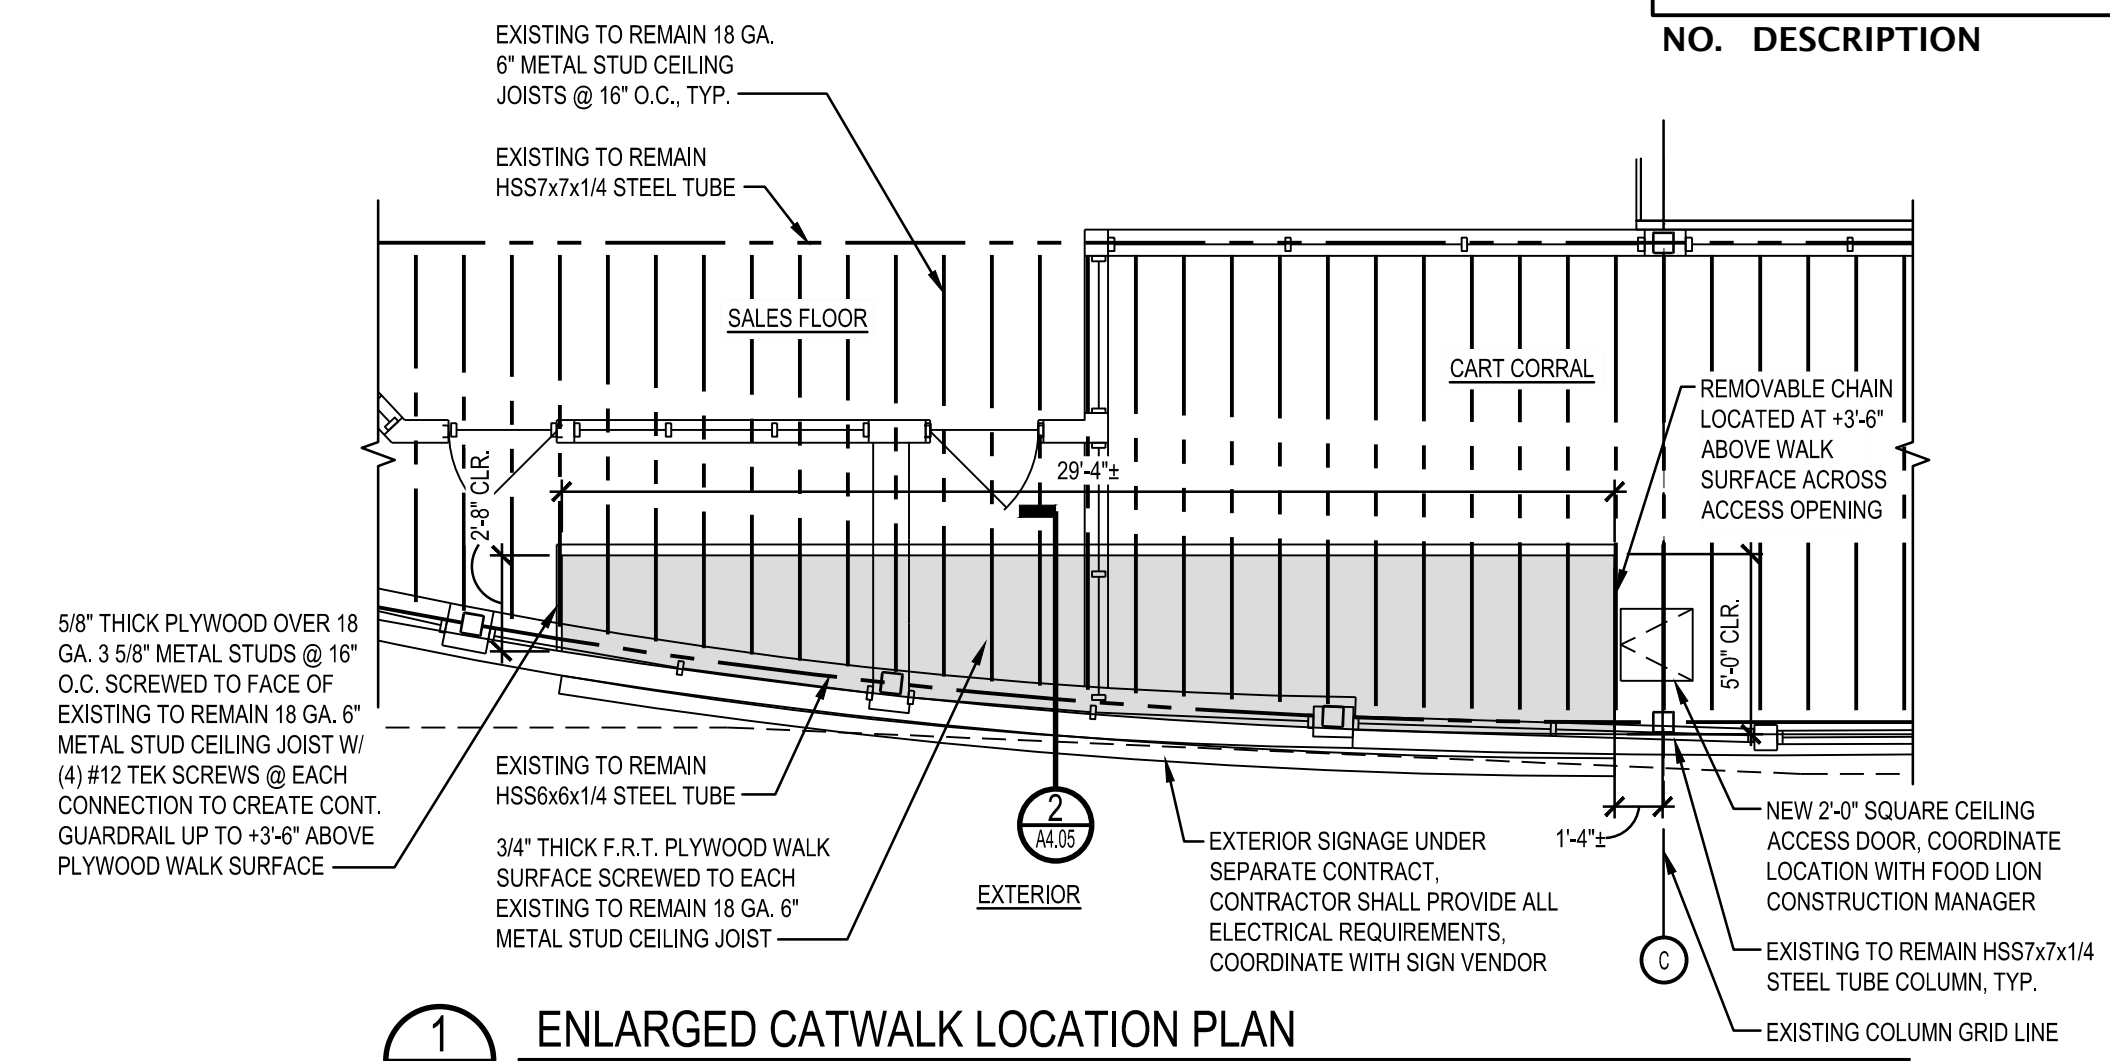 NO. DESCRIPTION
EXISTING TO REMAIN 18 GA.
6" METAL STUD CEILING
JOISTS @ 16" O.C., TYP.
EXISTING TO REMAIN
HSS7x7x1/4 STEEL TUBE
SALES FLOOR
CART CORRAL
REMOVABLE CHAIN
LOCATED AT +3'-6"
ABOVE WALK
SURFACE ACROSS
ACCESS OPENING
29'-4"±
2'-8" CLR.
5'-0" CLR.
5/8" THICK PLYWOOD OVER 18
GA. 3 5/8" METAL STUDS @ 16"
O.C. SCREWED TO FACE OF
EXISTING TO REMAIN 18 GA. 6"
METAL STUD CEILING JOIST W/
(4) #12 TEK SCREWS @ EACH
CONNECTION TO CREATE CONT.
GUARDRAIL UP TO +3'-6" ABOVE
PLYWOOD WALK SURFACE
EXISTING TO REMAIN
HSS6x6x1/4 STEEL TUBE
3/4" THICK F.R.T. PLYWOOD WALK
SURFACE SCREWED TO EACH
EXISTING TO REMAIN 18 GA. 6"
METAL STUD CEILING JOIST
2
A4.05
EXTERIOR
EXTERIOR SIGNAGE UNDER
SEPARATE CONTRACT,
CONTRACTOR SHALL PROVIDE ALL
ELECTRICAL REQUIREMENTS,
COORDINATE WITH SIGN VENDOR
1'-4"±
C
NEW 2'-0" SQUARE CEILING
ACCESS DOOR, COORDINATE
LOCATION WITH FOOD LION
CONSTRUCTION MANAGER
EXISTING TO REMAIN HSS7x7x1/4
STEEL TUBE COLUMN, TYP.
EXISTING COLUMN GRID LINE
1
ENLARGED CATWALK LOCATION PLAN